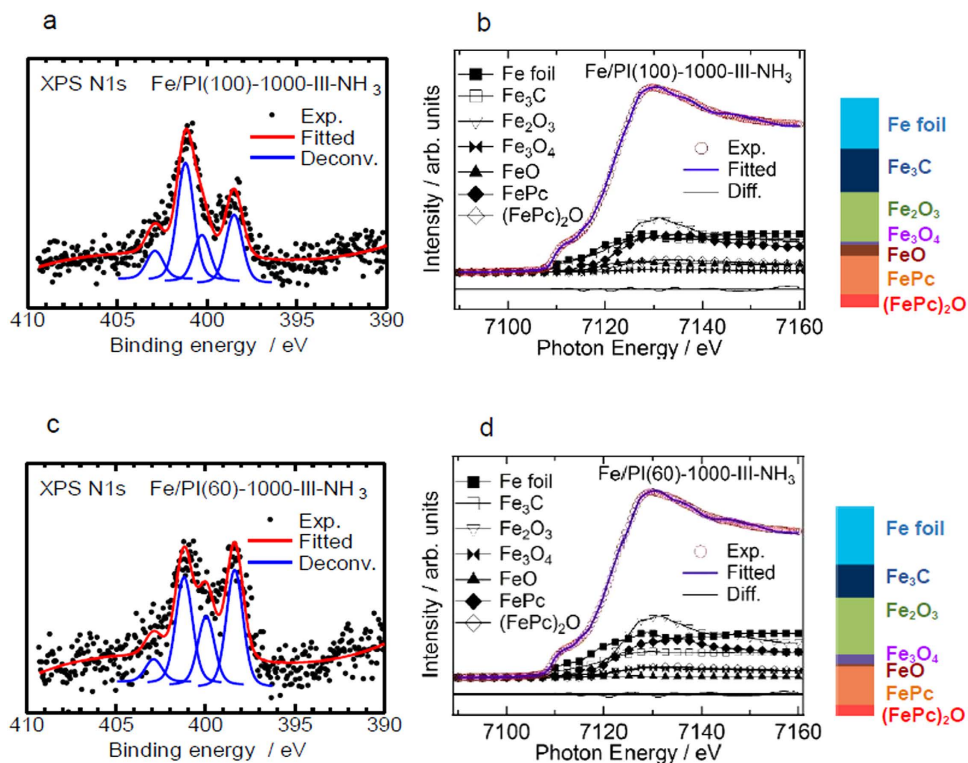 a
XPS N1s Fe/PI(100)-1000-III-NH₃
Exp.
Fitted
Deconv.
410 405 400 395 390
Binding energy / eV
b
Fe/PI(100)-1000-III-NH₃
Fe foil
Fe₃C
Fe₂O₃
Fe₃O₄
FeO
FePc
(FePc)₂O
Exp.
Fitted
Diff.
Intensity / arb. units
7100 7120 7140 7160
Photon Energy / eV
Fe foil
Fe₃C
Fe₂O₃
Fe₃O₄
FeO
FePc
(FePc)₂O
c
XPS N1s Fe/PI(60)-1000-III-NH₃
Exp.
Fitted
Deconv.
410 405 400 395 390
Binding energy / eV
d
Fe/PI(60)-1000-III-NH₃
Fe foil
Fe₃C
Fe₂O₃
Fe₃O₄
FeO
FePc
(FePc)₂O
Exp.
Fitted
Diff.
Intensity / arb. units
7100 7120 7140 7160
Photon Energy / eV
Fe foil
Fe₃C
Fe₂O₃
Fe₃O₄
FeO
FePc
(FePc)₂O